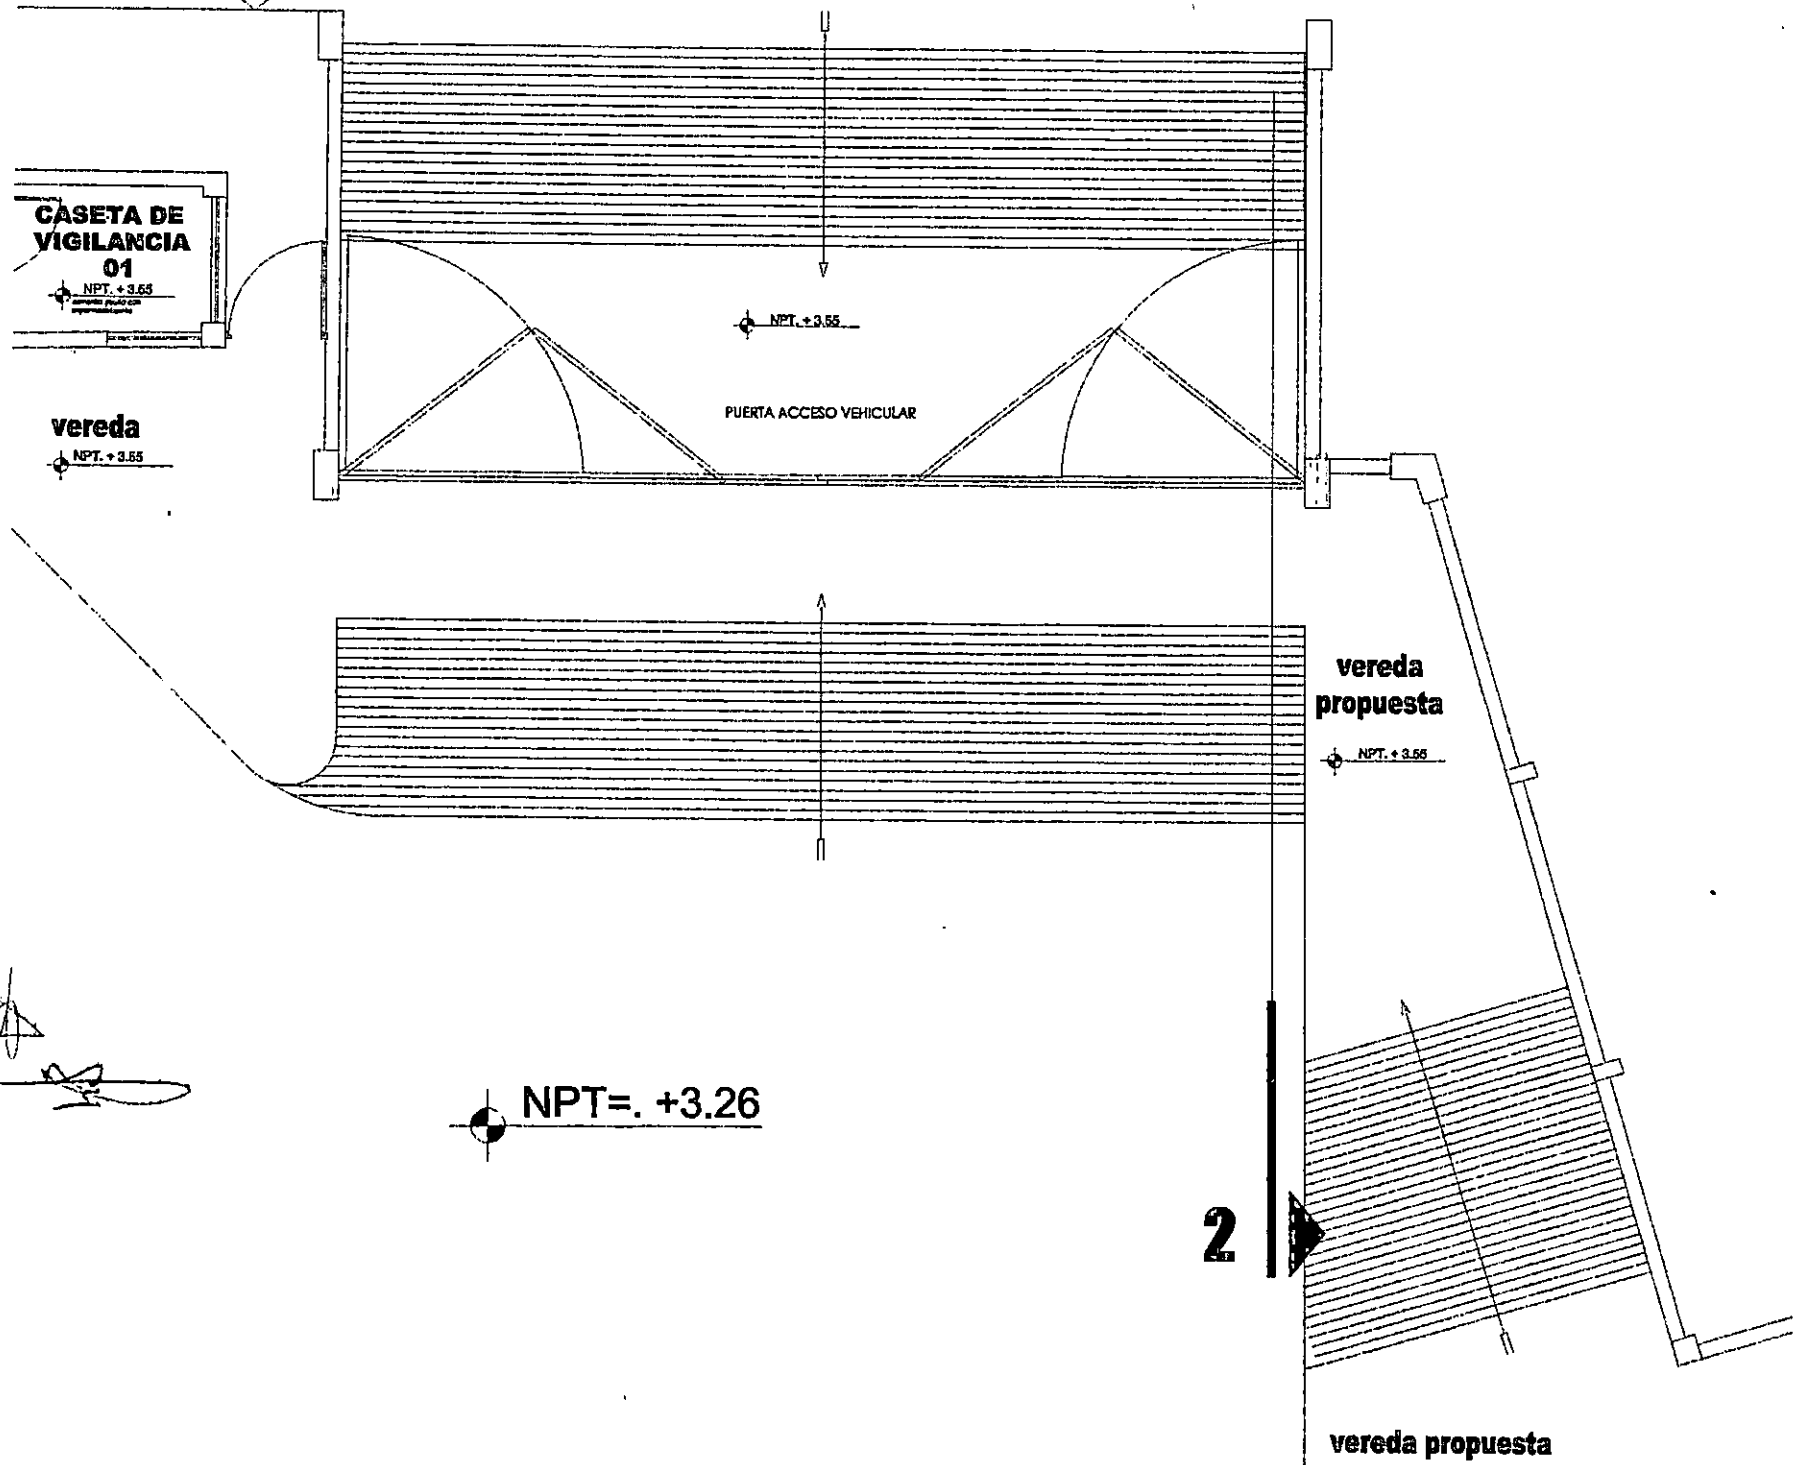 CASETA DE
VIGILANCIA
01
NPT. + 3.55
NPT. + 3.55
PUERTA ACCESO VEHICULAR
vereda
NPT. + 3.55
vereda
propuesta
NPT. + 3.55
NPT=. +3.26
2
vereda propuesta